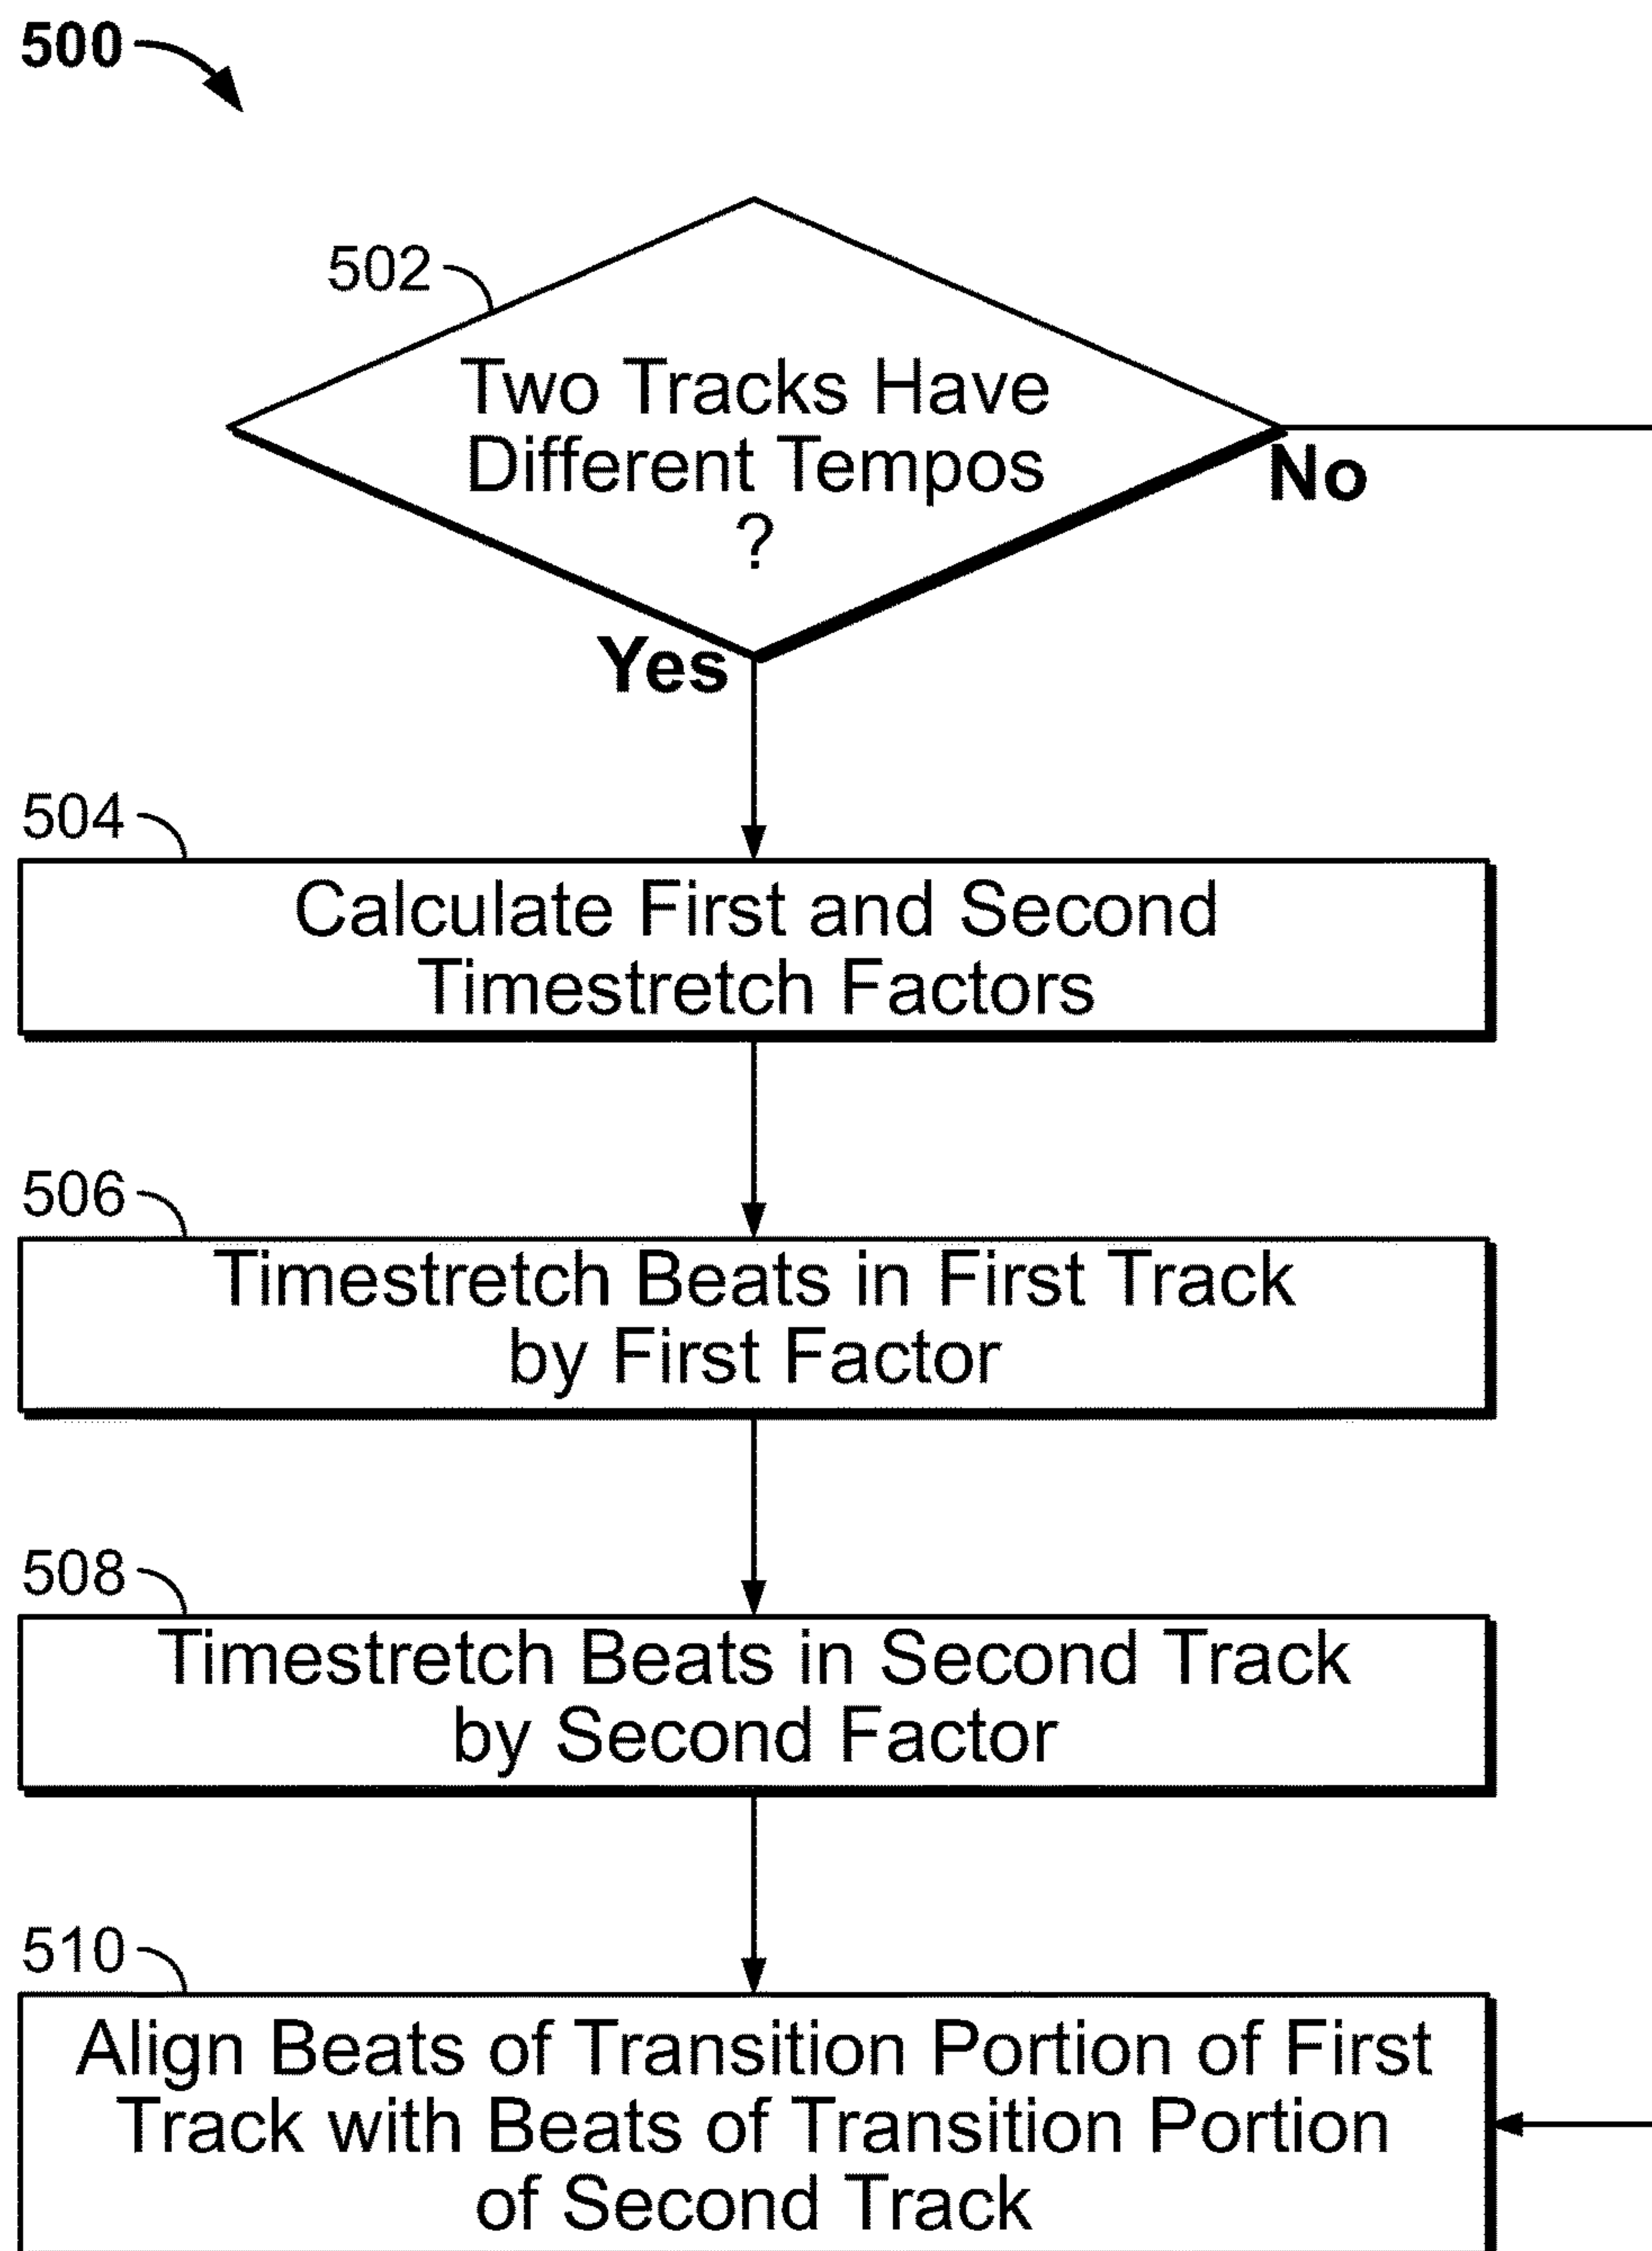 500
502
Two Tracks Have
Different Tempos
?
No
Yes
504
Calculate First and Second
Timestretch Factors
506
Timestretch Beats in First Track
by First Factor
508
Timestretch Beats in Second Track
by Second Factor
510
Align Beats of Transition Portion of First
Track with Beats of Transition Portion
of Second Track